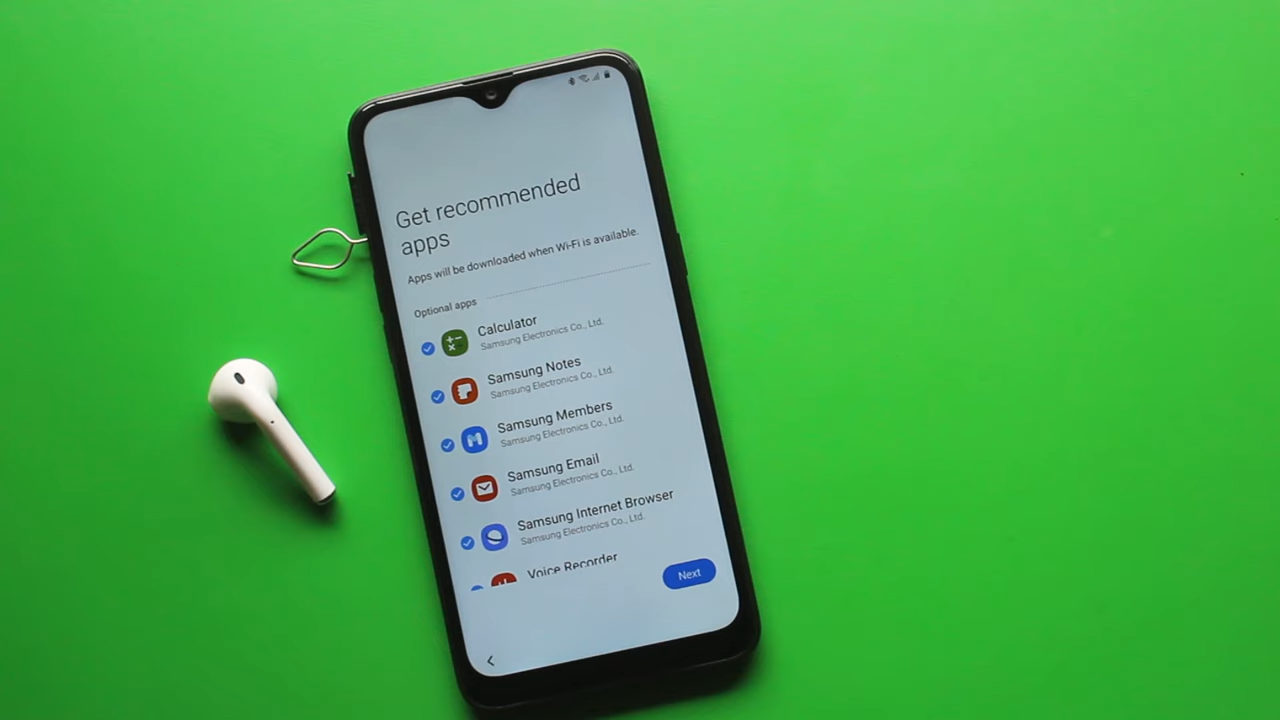 Get recommended
apps
Apps will be downloaded when Wi-Fi is available.
Optional apps
Calculator
Samsung Electronics Co., Ltd.
Samsung Notes
Samsung Electronics Co., Ltd.
Samsung Members
Samsung Electronics Co., Ltd.
Samsung Email
Samsung Electronics Co., Ltd.
Samsung Internet Browser
Samsung Electronics Co., Ltd.
Voice Recorder
Next